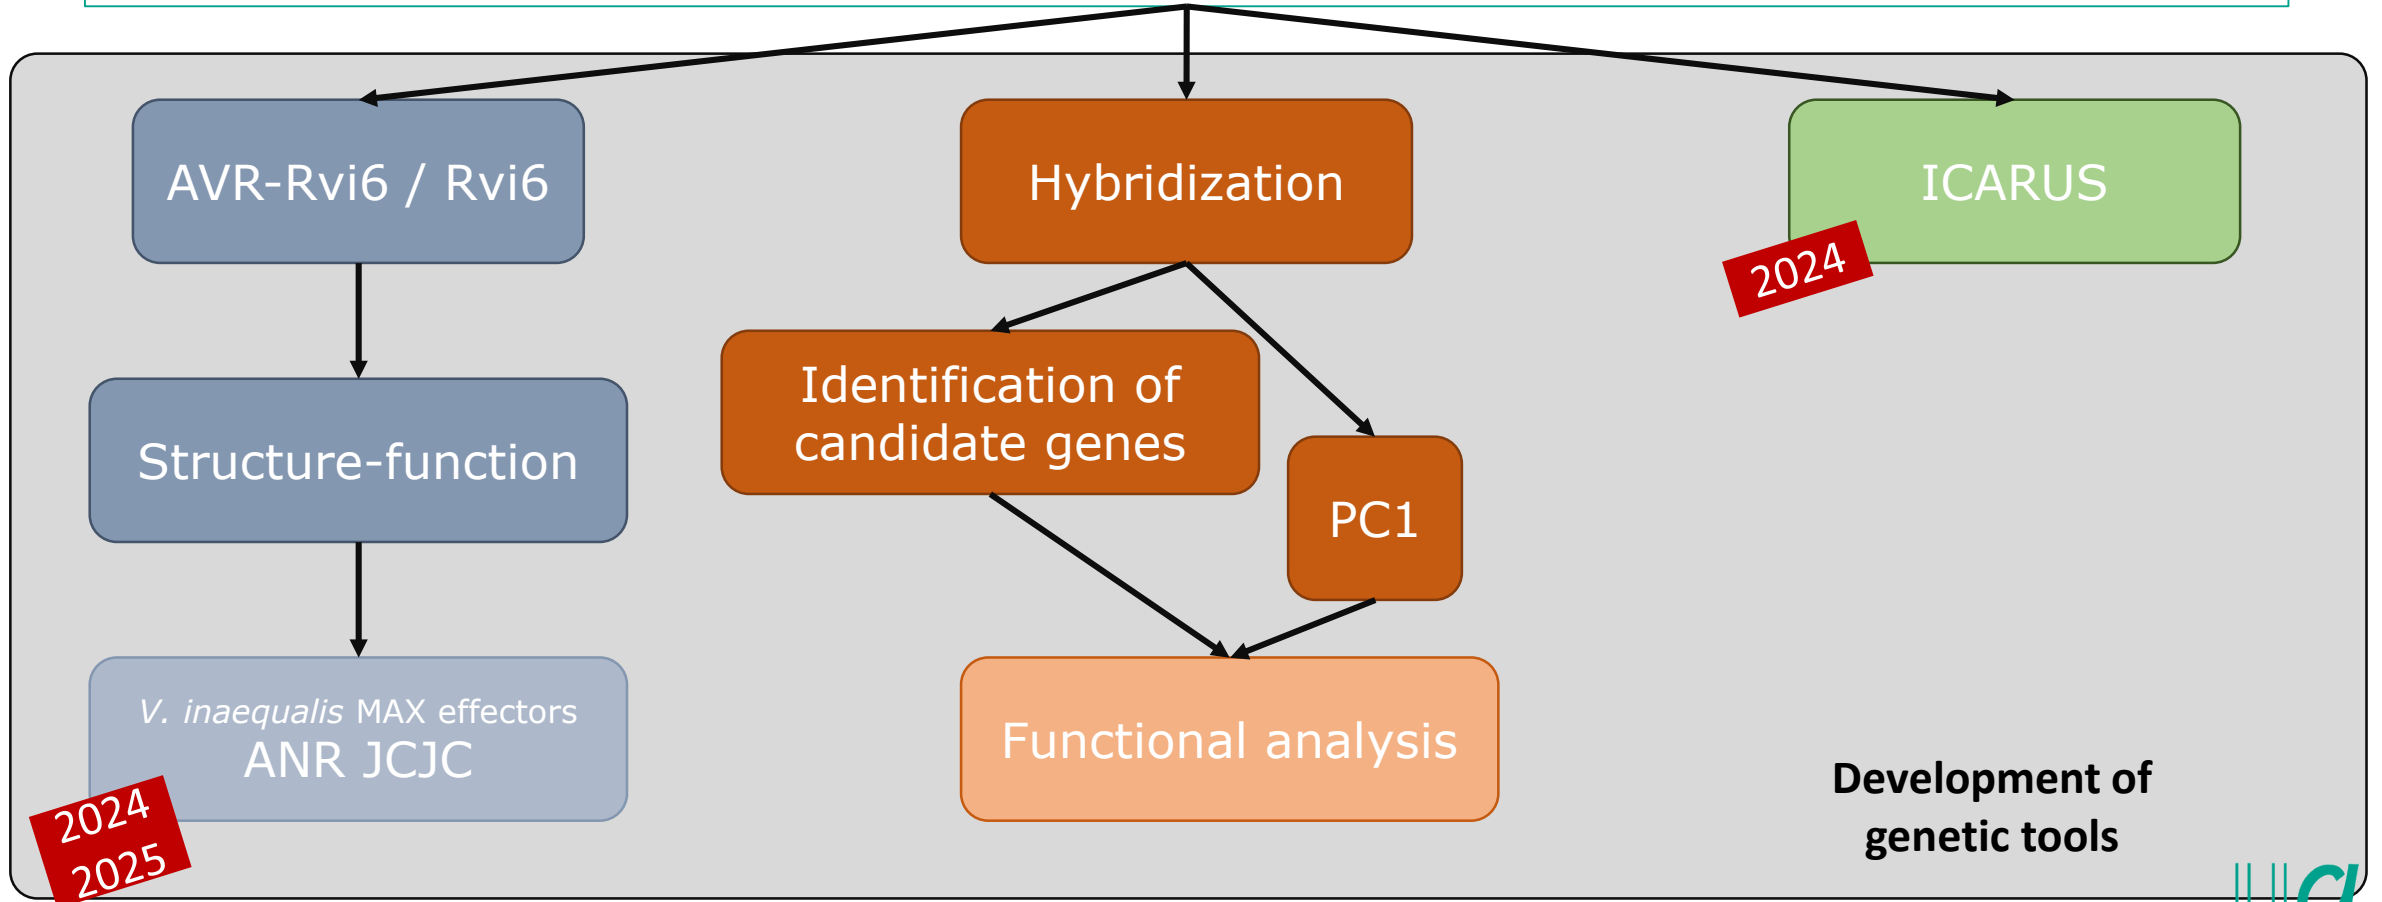 AVR-Rvi6 / Rvi6
Hybridization
ICARUS
2024
Identification of
candidate genes
Structure-function
PC1
V. inaequalis MAX effectors
ANR JCJC
2024
2025
Functional analysis
Development of
genetic tools